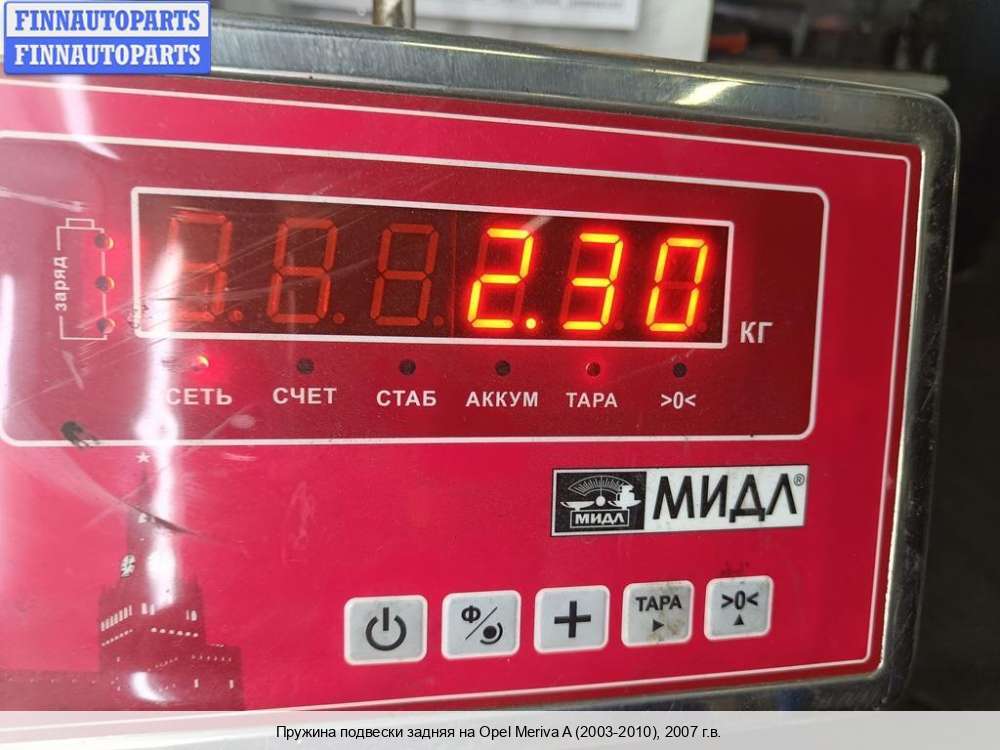 FINNAUTOPARTS
FINNAUTOPARTS
заряд
2.30
КГ
СЕТЬ СЧЕТ СТАБ АККУМ ТАРА >0<
МИДЛ МИДЛ®
Ф
+
ТАРА
>0<
Пружина подвески задняя на Opel Meriva A (2003-2010), 2007 г.в.